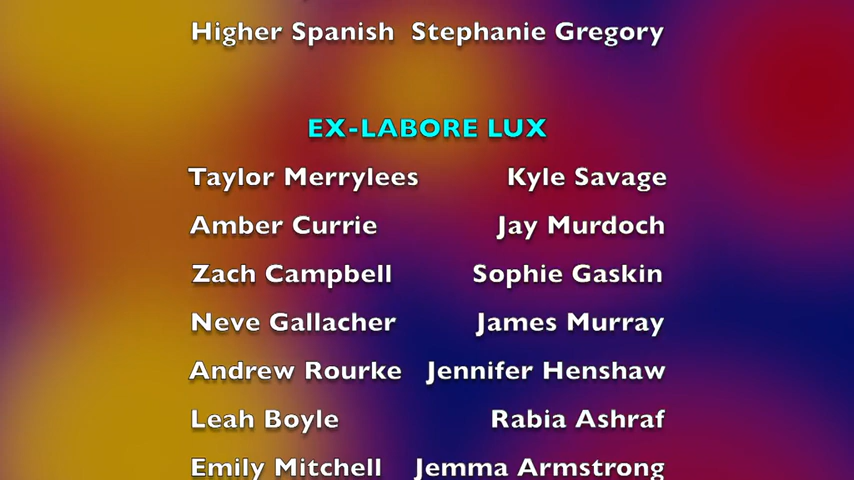 Higher Spanish Stephanie Gregory
EX-LABORE LUX
Taylor Merrylees Kyle Savage
Amber Currie Jay Murdoch
Zach Campbell Sophie Gaskin
Neve Gallacher James Murray
Andrew Rourke Jennifer Henshaw
Leah Boyle Rabia Ashraf
Emily Mitchell Jemma Armstrong